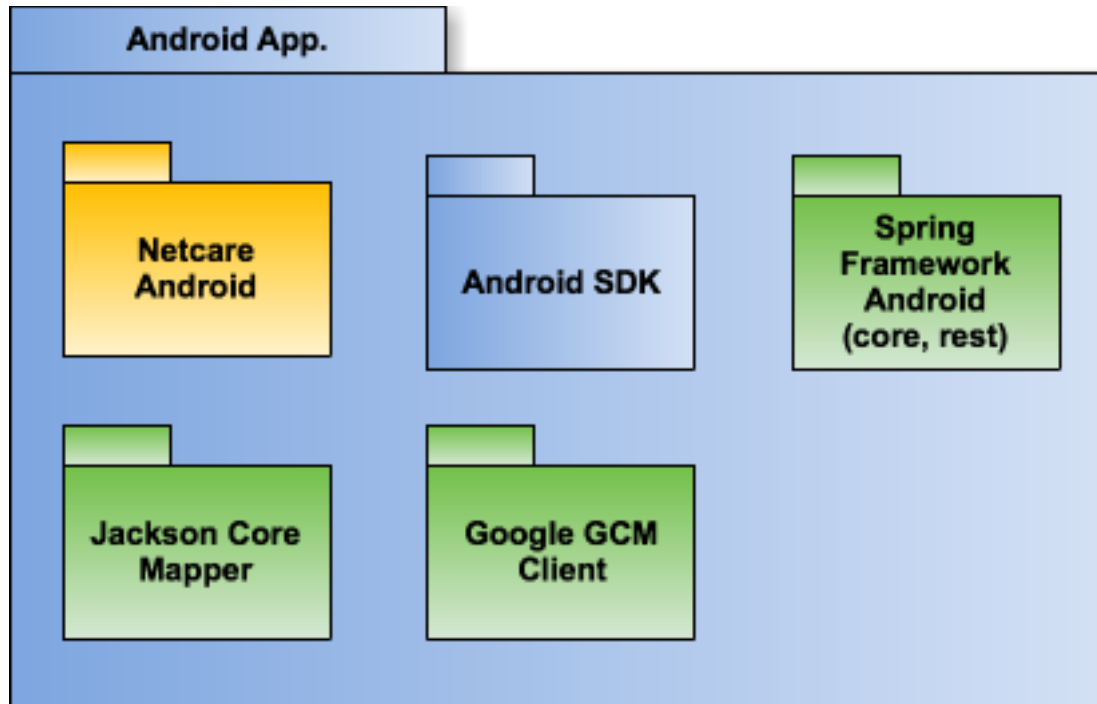 Android App.
Netcare
Android
Android SDK
Spring
Framework
Android
(core, rest)
Jackson Core
Mapper
Google GCM
Client